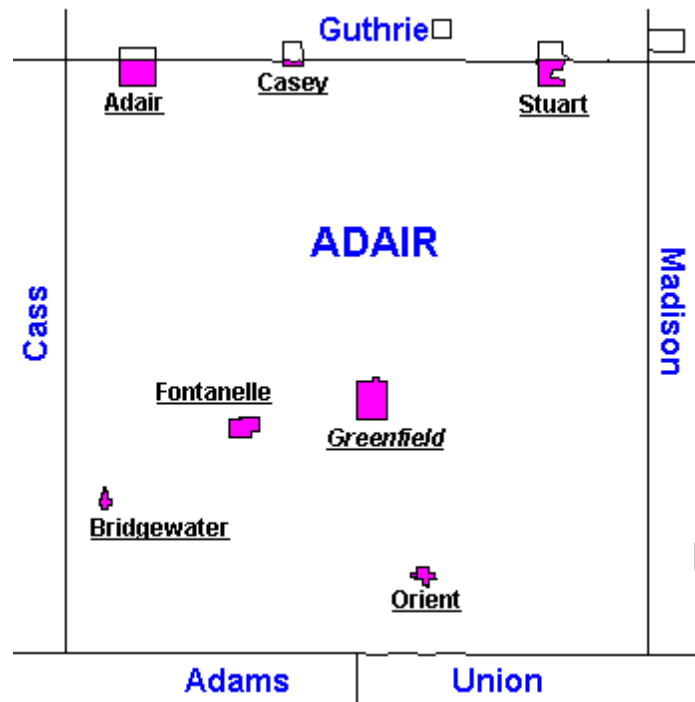 Guthrie
Adair
Casey
Stuart
ADAIR
Cass
Madison
Fontanelle
Greenfield
Bridgewater
Orient
Adams
Union